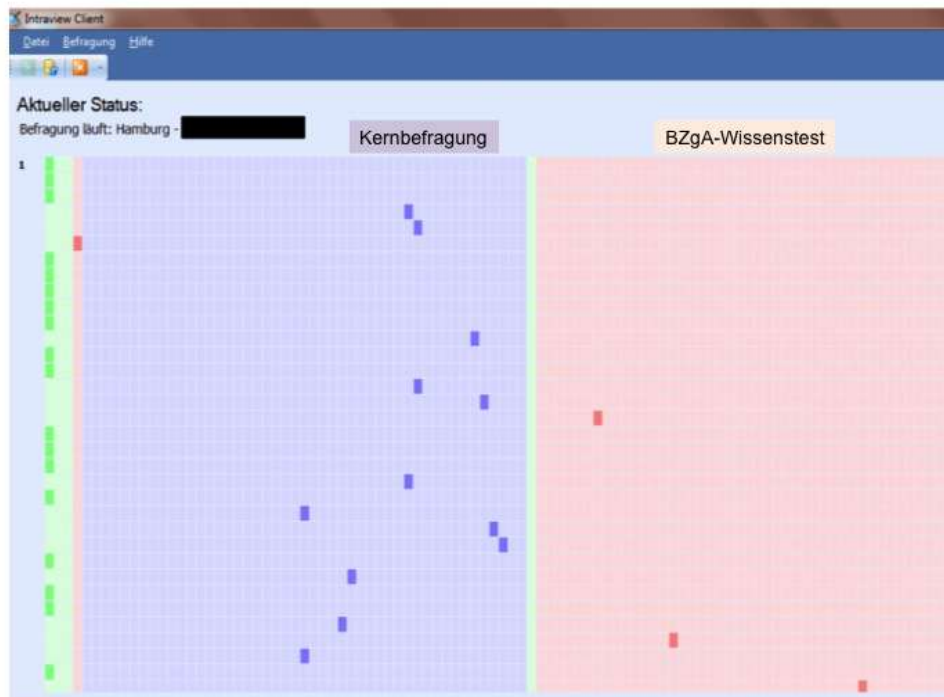 Intraview Client
Datei Befragung Hilfe
Aktueller Status:
Befragung läuft: Hamburg -
Kernbefragung
BZgA-Wissenstest
1